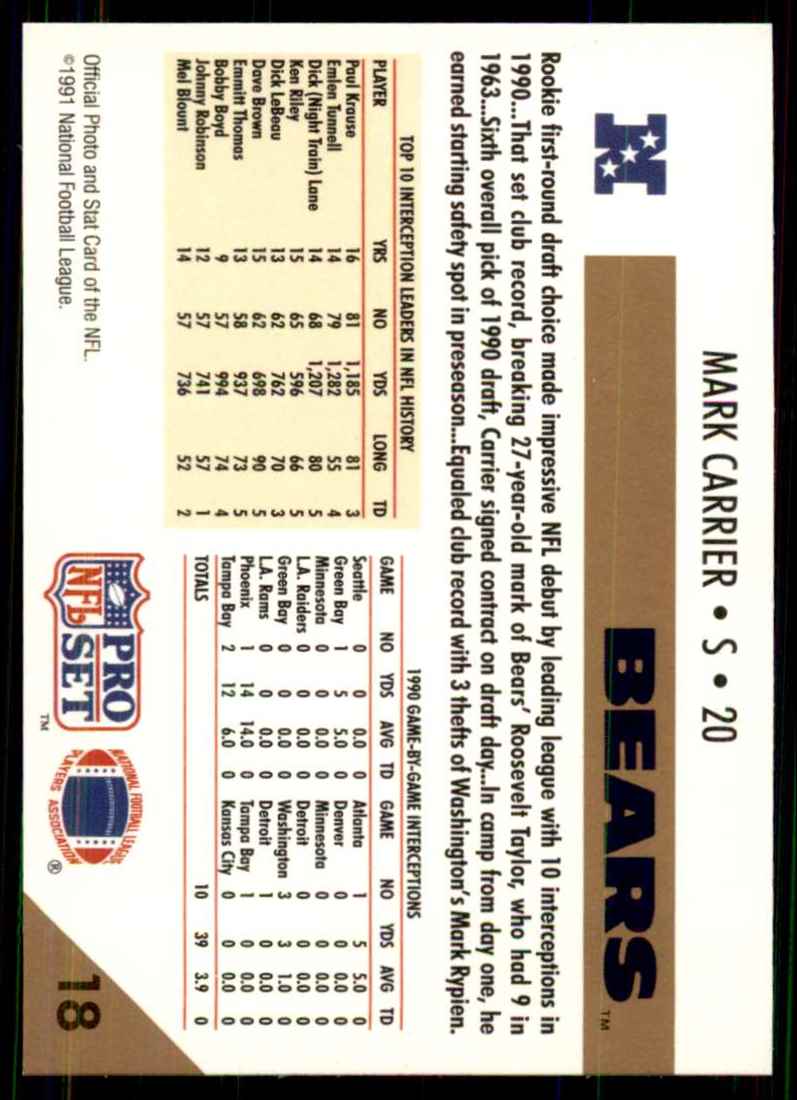 MARK CARRIER • S • 20
N
BEARS™
Rookie first-round draft choice made impressive NFL debut by leading league with 10 interceptions in
1990...That set club record, breaking 27-year-old mark of Bears' Roosevelt Taylor, who had 9 in
1963...Sixth overall pick of 1990 draft, Carrier signed contract on draft day...In camp from day one, he
earned starting safety spot in preseason...Equaled club record with 3 thefts of Washington's Mark Rypien.
TOP 10 INTERCEPTION LEADERS IN NFL HISTORY
PLAYER YRS NO YDS LONG TD
Paul Krause 16 81 1,185 81 3
Emlen Tunnell 14 79 1,282 55 4
Dick (Night Train) Lane 14 68 1,207 80 5
Ken Riley 15 65 596 66 5
Dick LeBeau 13 62 762 70 3
Dave Brown 15 62 698 90 5
Emmitt Thomas 13 58 937 73 5
Bobby Boyd 9 57 994 74 4
Johnny Robinson 12 57 741 57 1
Mel Blount 14 57 736 52 2
1990 GAME-BY-GAME INTERCEPTIONS
GAME NO YDS AVG TD GAME NO YDS AVG TD
Seattle 0 0 0.0 0 Atlanta 1 5 5.0 0
Green Bay 1 5 5.0 0 Denver 0 0 0.0 0
Minnesota 0 0 0.0 0 Minnesota 0 0 0.0 0
L.A. Raiders 0 0 0.0 0 Detroit 0 0 0.0 0
Green Bay 0 0 0.0 0 Washington 3 3 1.0 0
L.A. Rams 0 0 0.0 0 Detroit 1 0 0.0 0
Phoenix 1 14 14.0 0 Tampa Bay 1 0 0.0 0
Tampa Bay 2 12 6.0 0 Kansas City 0 0 0.0 0
TOTALS 10 39 3.9 0
Official Photo and Stat Card of the NFL.
©1991 National Football League.
PRO
NFL SET™
NATIONAL FOOTBALL LEAGUE
PLAYERS ASSOCIATION®
18